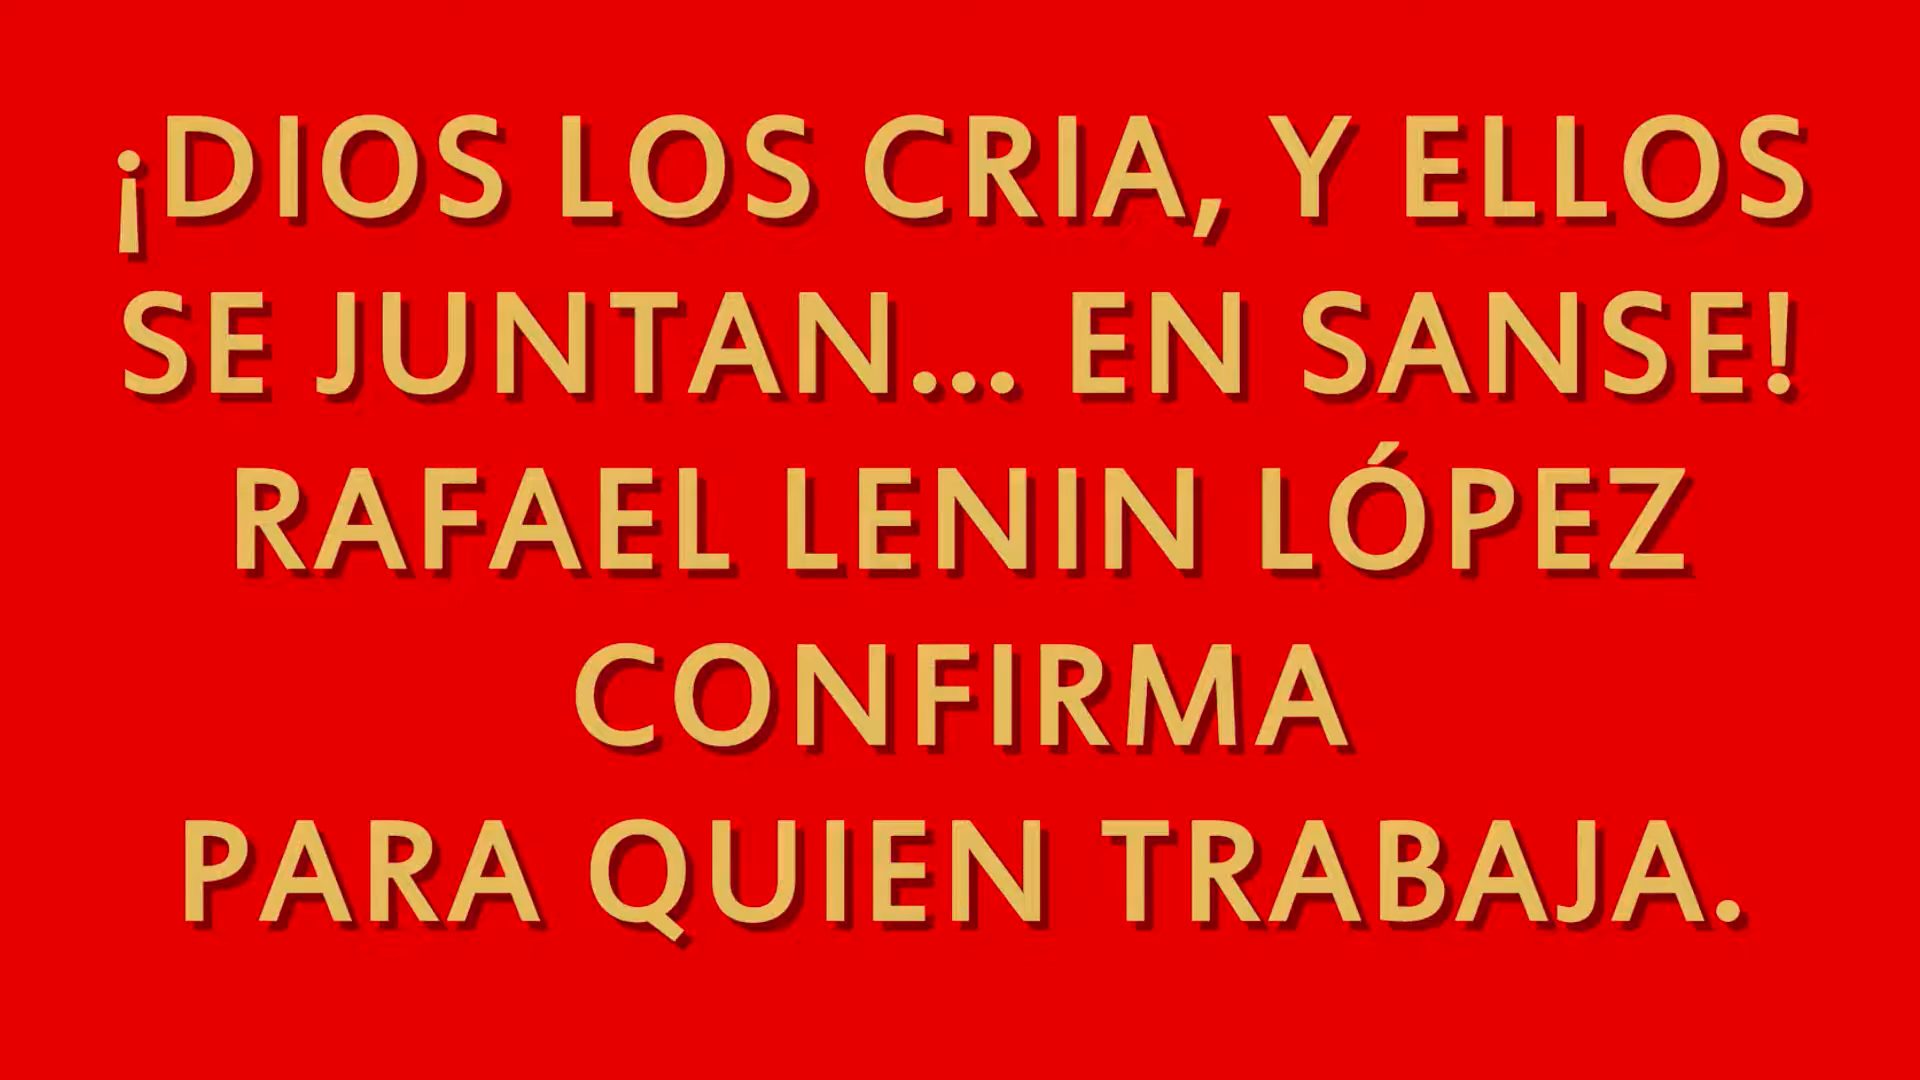 ¡DIOS LOS CRIA, Y ELLOS
SE JUNTAN... EN SANSE!
RAFAEL LENIN LÓPEZ
CONFIRMA
PARA QUIEN TRABAJA.